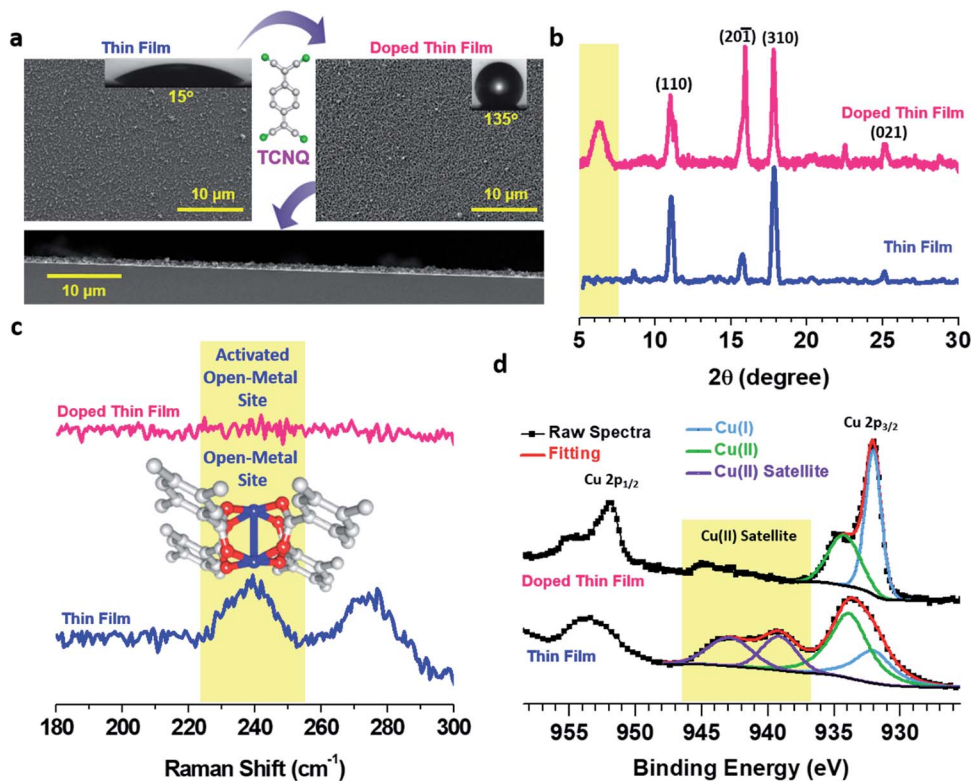 a
Thin Film
Doped Thin Film
15°
TCNQ
135°
10 µm
10 µm
10 µm
b
(110)
(201̅)
(310)
Doped Thin Film
(021)
Thin Film
5 10 15 20 25 30
2θ (degree)
c
Activated
Open-Metal
Site
Doped Thin Film
Open-Metal
Site
Thin Film
180 200 220 240 260 280 300
Raman Shift (cm⁻¹)
d
Raw Spectra
Fitting
Cu(I)
Cu(II)
Cu(II) Satellite
Cu 2p3/2
Cu 2p1/2
Cu(II) Satellite
Doped Thin Film
Thin Film
955 950 945 940 935 930
Binding Energy (eV)